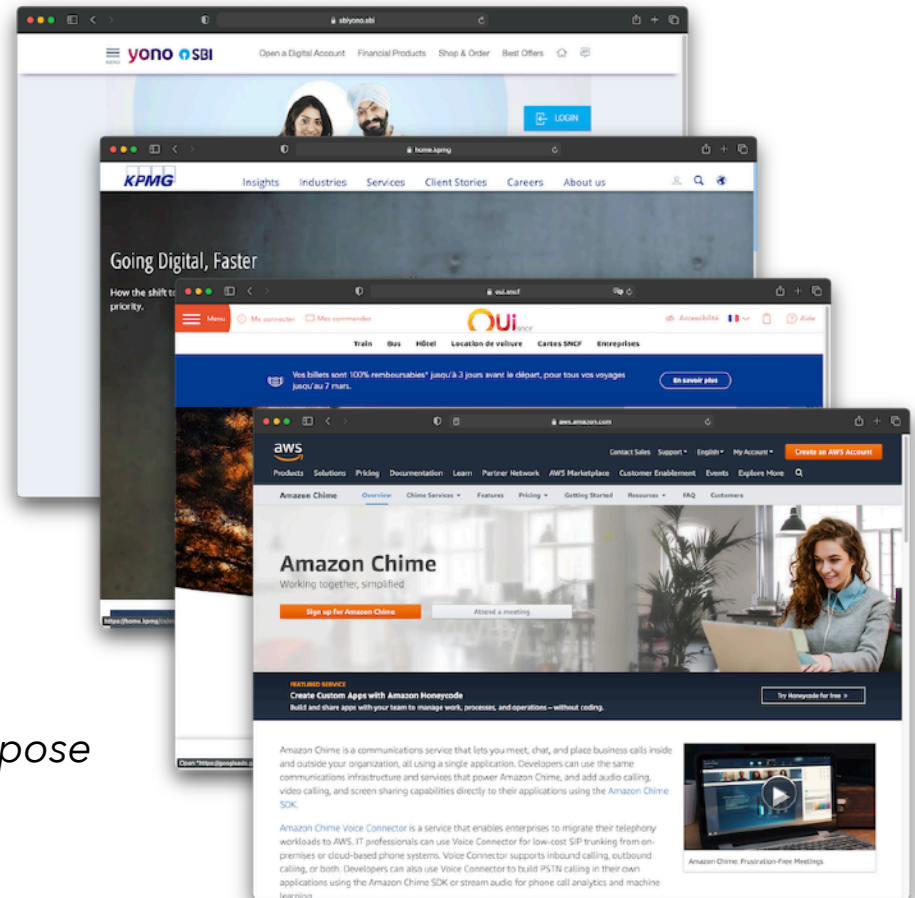 sbiyono.sbi
MENU yono SBI Open a Digital Account Financial Products Shop & Order Best Offers
LOGIN
home.kpmg
KPMG Insights Industries Services Client Stories Careers About us
Going Digital, Faster
How the shift t
priority.
oui.sncf
Menu Me connecter Mes commandes OUi.sncf Accessibilité Aide
Train Bus Hôtel Location de voiture Cartes SNCF Entreprises
Vos billets sont 100% remboursables* jusqu'à 3 jours avant le départ, pour tous vos voyages
jusqu'au 7 mars.
En savoir plus
aws.amazon.com
aws Contact Sales Support English My Account Create an AWS Account
Products Solutions Pricing Documentation Learn Partner Network AWS Marketplace Customer Enablement Events Explore More
Amazon Chime Overview Chime Services Features Pricing Getting Started Resources FAQ Customers
Amazon Chime
Working together, simplified
Sign up for Amazon Chime Attend a meeting
FEATURED SERVICE
Create Custom Apps with Amazon Honeycode
Build and share apps with your team to manage work, processes, and operations—without coding.
Try Honeycode for free >
pose
Amazon Chime is a communications service that lets you meet, chat, and place business calls inside
and outside your organization, all using a single application. Developers can use the same
communications infrastructure and services that power Amazon Chime, and add audio calling,
video calling, and screen sharing capabilities directly to their applications using the Amazon Chime
SDK.
Amazon Chime Voice Connector is a service that enables enterprises to migrate their telephony
workloads to AWS. IT professionals can use Voice Connector for low-cost SIP trunking from on-
premises or cloud-based phone systems. Voice Connector supports inbound calling, outbound
calling, or both. Developers can also use Voice Connector to build PSTN calling in their own
applications using the Amazon Chime SDK or stream audio for phone call analytics and machine
learning
Amazon Chime: Frustration-Free Meetings